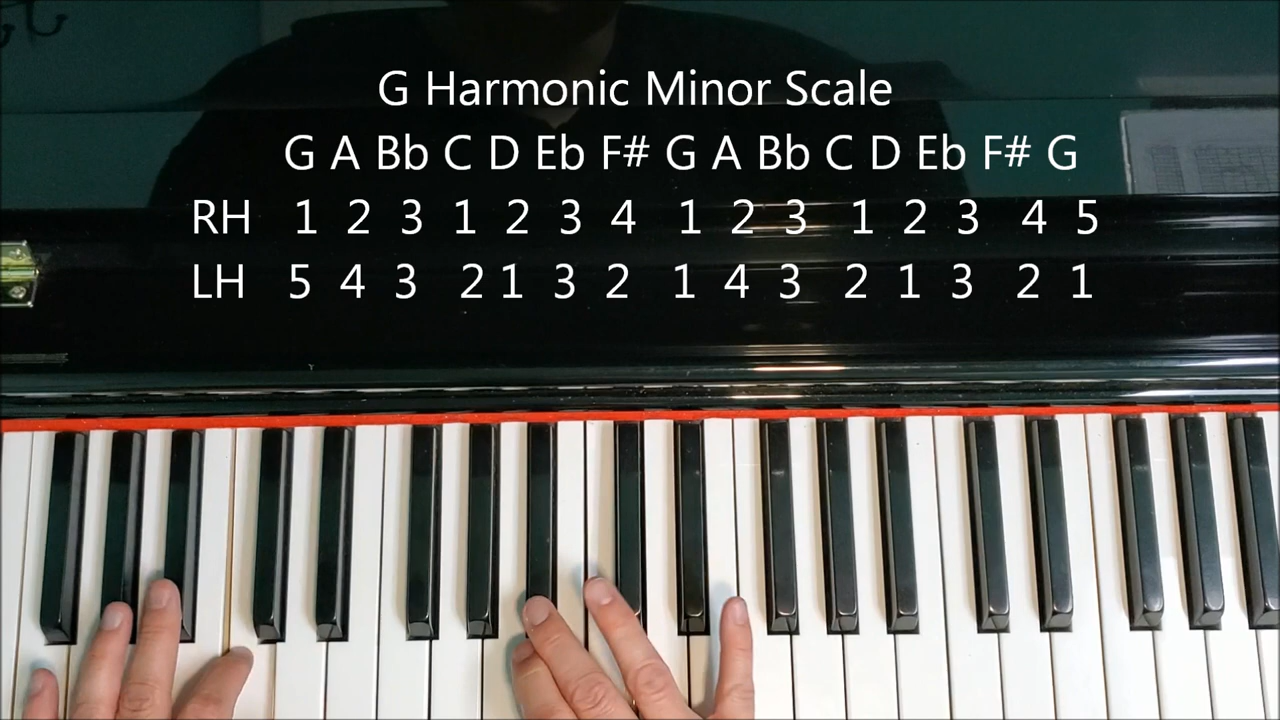 G Harmonic Minor Scale
G A Bb C D Eb F# G A Bb C D Eb F# G
RH 1 2 3 1 2 3 4 1 2 3 1 2 3 4 5
LH 5 4 3 2 1 3 2 1 4 3 2 1 3 2 1